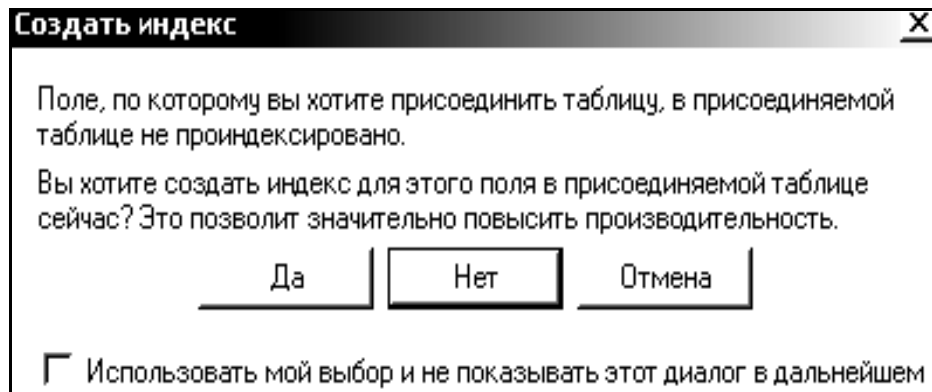 Создать индекс
X
Поле, по которому вы хотите присоединить таблицу, в присоединяемой
таблице не проиндексировано.
Вы хотите создать индекс для этого поля в присоединяемой таблице
сейчас? Это позволит значительно повысить производительность.
Да Нет Отмена
Использовать мой выбор и не показывать этот диалог в дальнейшем